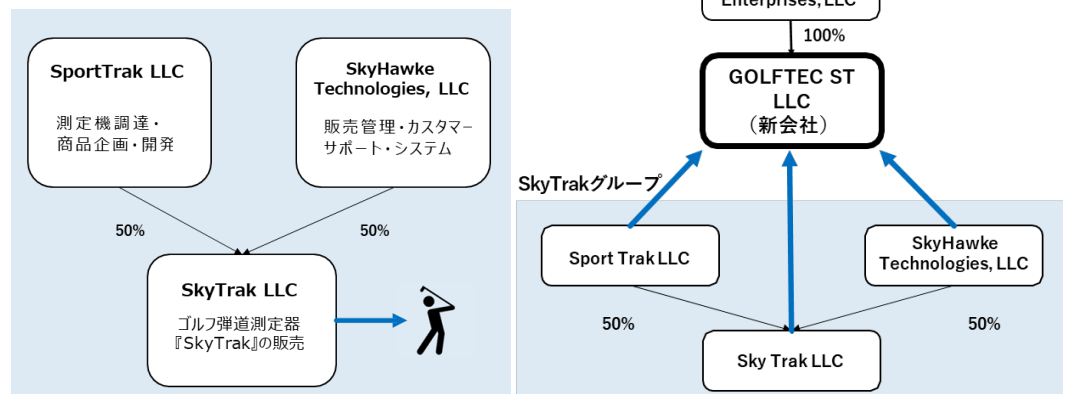 SportTrak LLC
測定機調達・
商品企画・開発
SkyHawke
Technologies, LLC
販売管理・カスタマー
サポート・システム
50%
50%
SkyTrak LLC
ゴルフ弾道測定器
『SkyTrak』の販売
Enterprises, LLC
100%
GOLFTEC ST
LLC
（新会社）
SkyTrakグループ
Sport Trak LLC
SkyHawke
Technologies, LLC
50%
50%
Sky Trak LLC